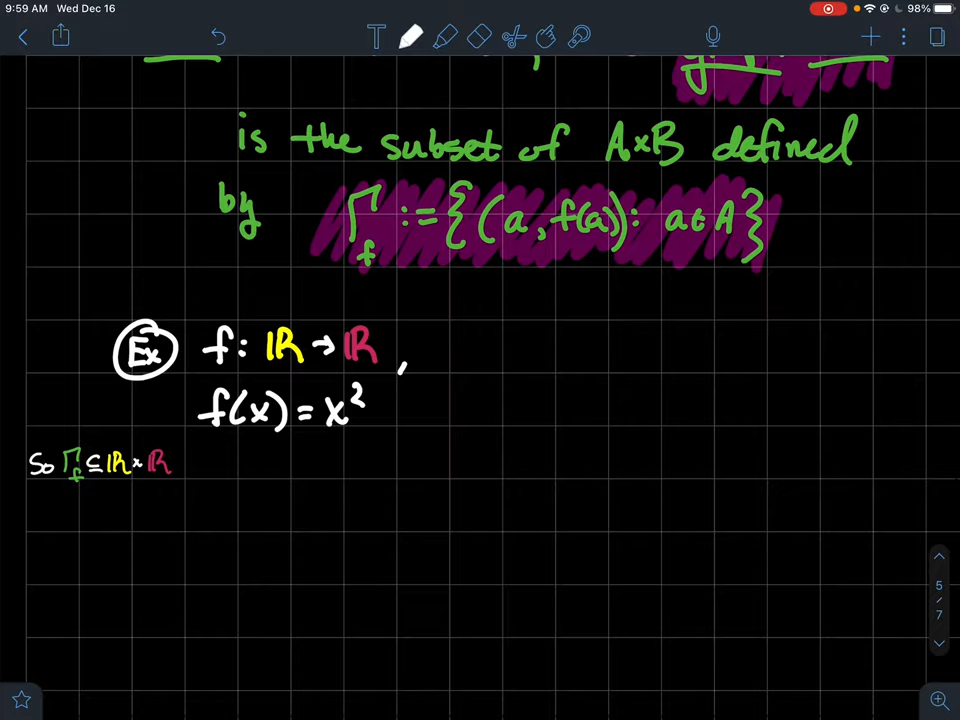 9:59 AM Wed Dec 16
98%
T
is the subset of A×B defined
by Γf := {(a, f(a)): a∈A}
Ex f: ℝ → ℝ,
f(x) = x²
So Γf ⊆ ℝ × ℝ
5
/
7